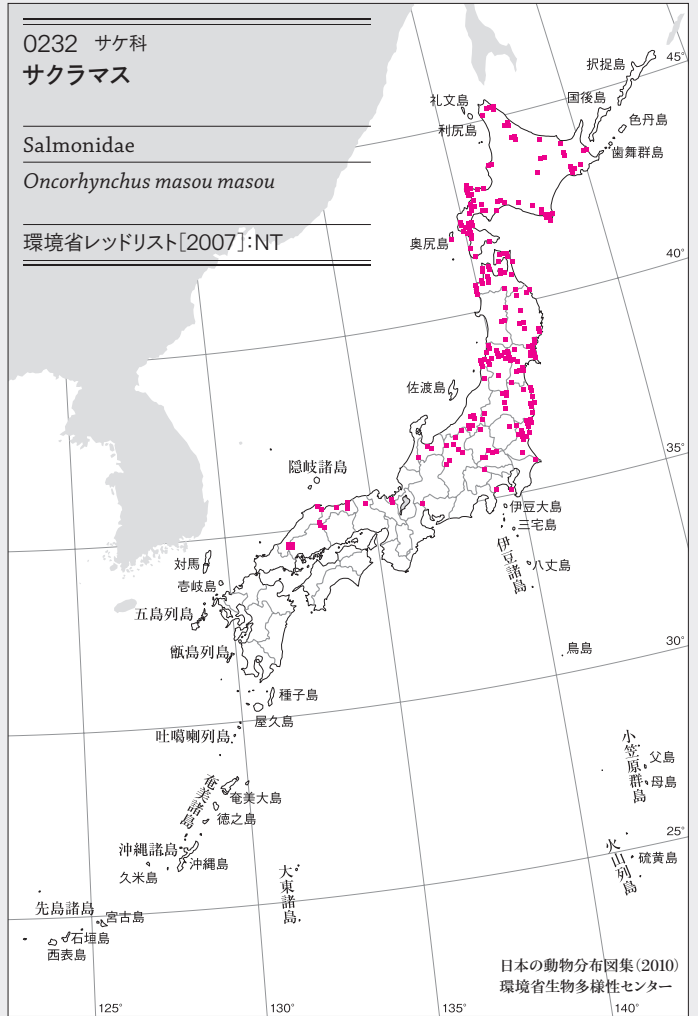 0232 サケ科
サクラマス
Salmonidae
Oncorhynchus masou masou
環境省レッドリスト[2007]:NT
45°
択捉島
国後島
礼文島
色丹島
利尻島
歯舞群島
奥尻島
40°
佐渡島
35°
隠岐諸島
伊豆大島
三宅島
伊豆諸島
八丈島
対馬
壱岐島
五島列島
甑島列島
鳥島
30°
種子島
屋久島
吐噶喇列島
小笠原群島
父島
母島
奄美諸島
奄美大島
徳之島
25°
沖縄諸島
沖縄島
久米島
火山列島
硫黄島
大東諸島
先島諸島
宮古島
石垣島
西表島
日本の動物分布図集(2010)
環境省生物多様性センター
125°
130°
135°
140°